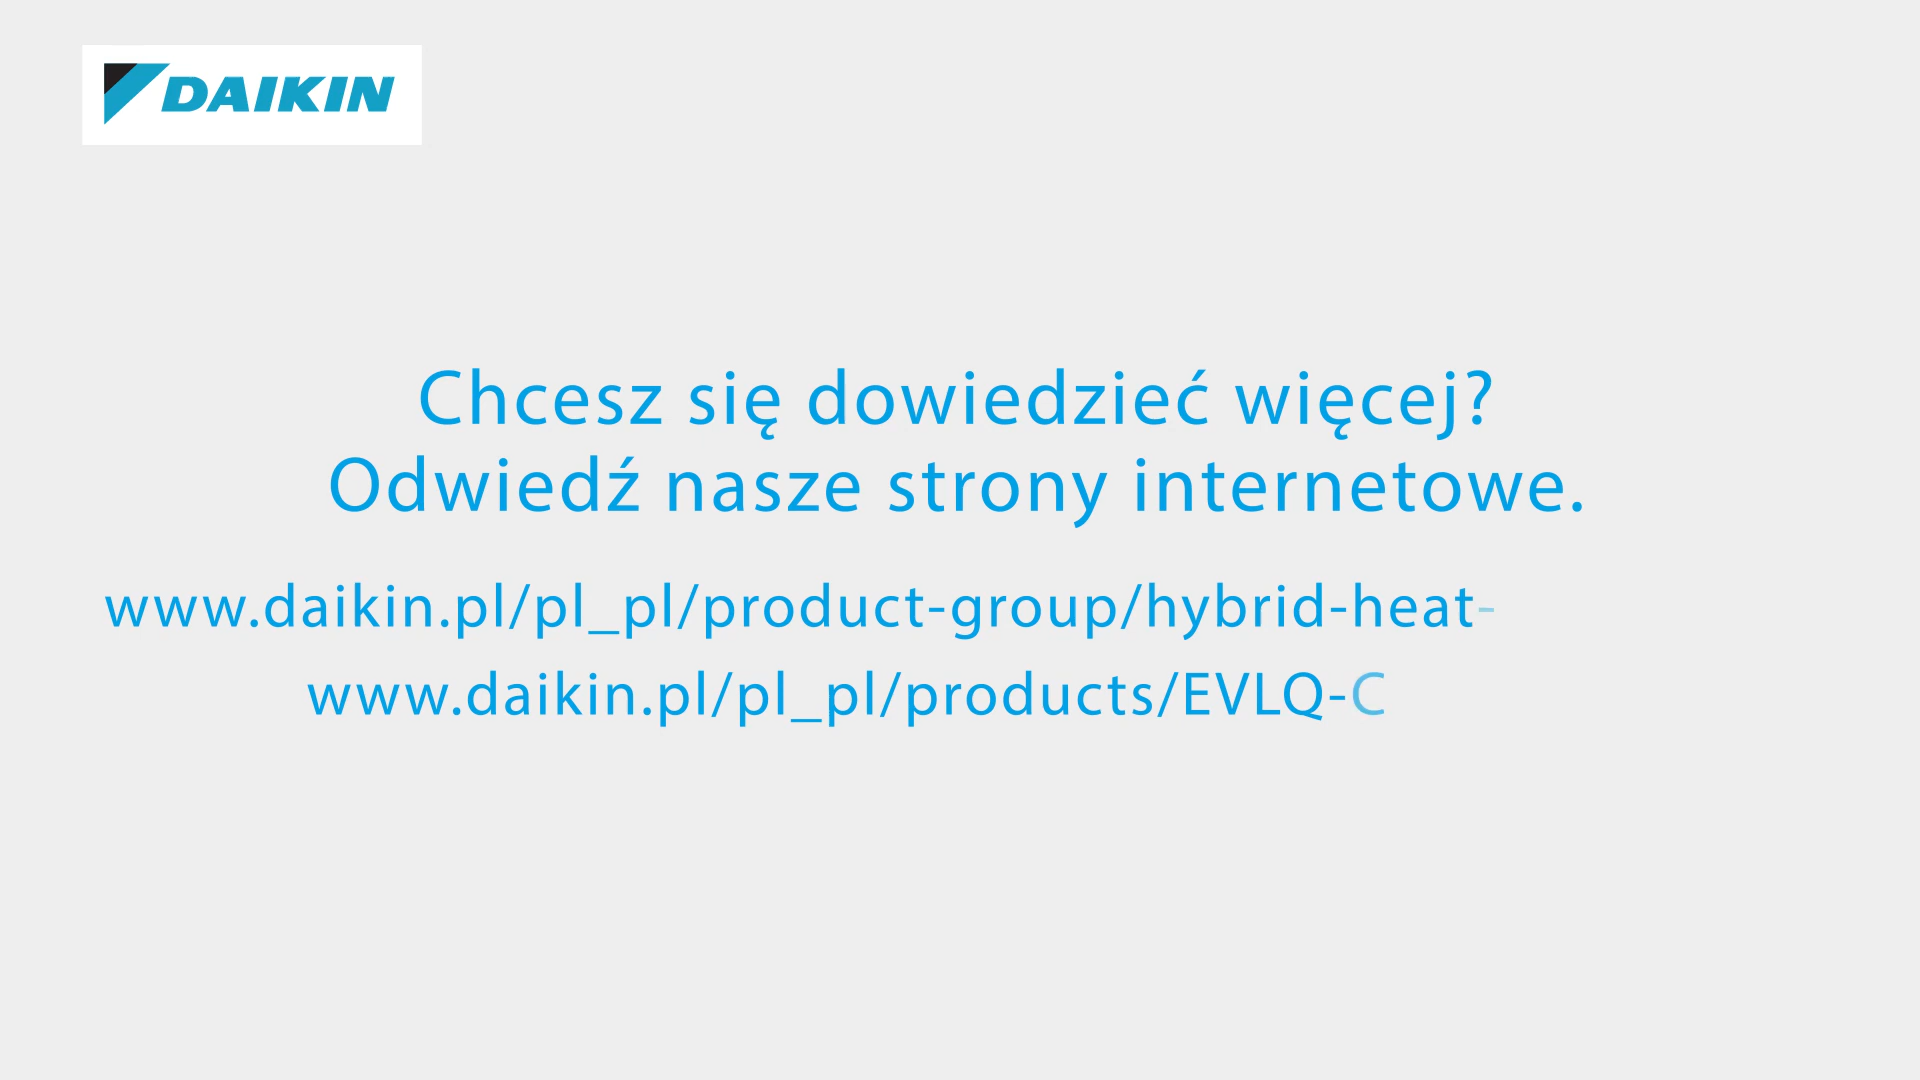 DAIKIN
Chcesz się dowiedzieć więcej?
Odwiedź nasze strony internetowe.
www.daikin.pl/pl_pl/product-group/hybrid-heat-
www.daikin.pl/pl_pl/products/EVLQ-C